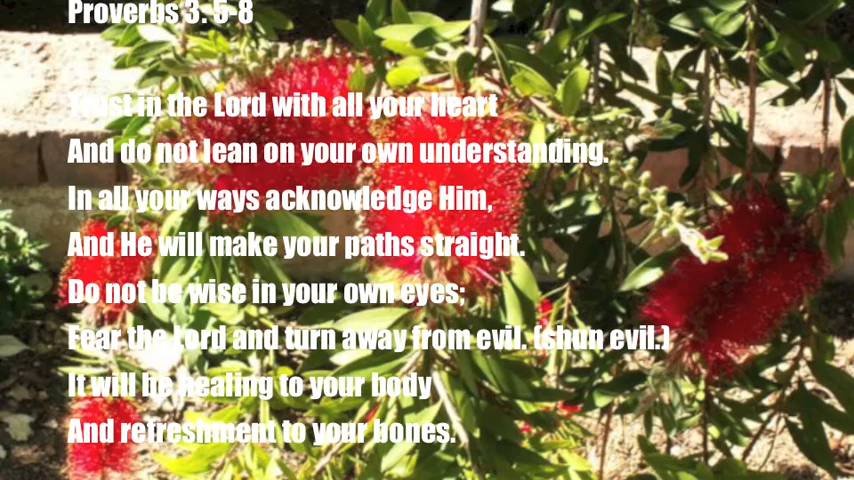 Proverbs 3: 5-8
Trust in the Lord with all your heart
And do not lean on your own understanding.
In all your ways acknowledge Him,
And He will make your paths straight.
Do not be wise in your own eyes;
Fear the Lord and turn away from evil. (shun evil.)
It will be healing to your body
And refreshment to your bones.